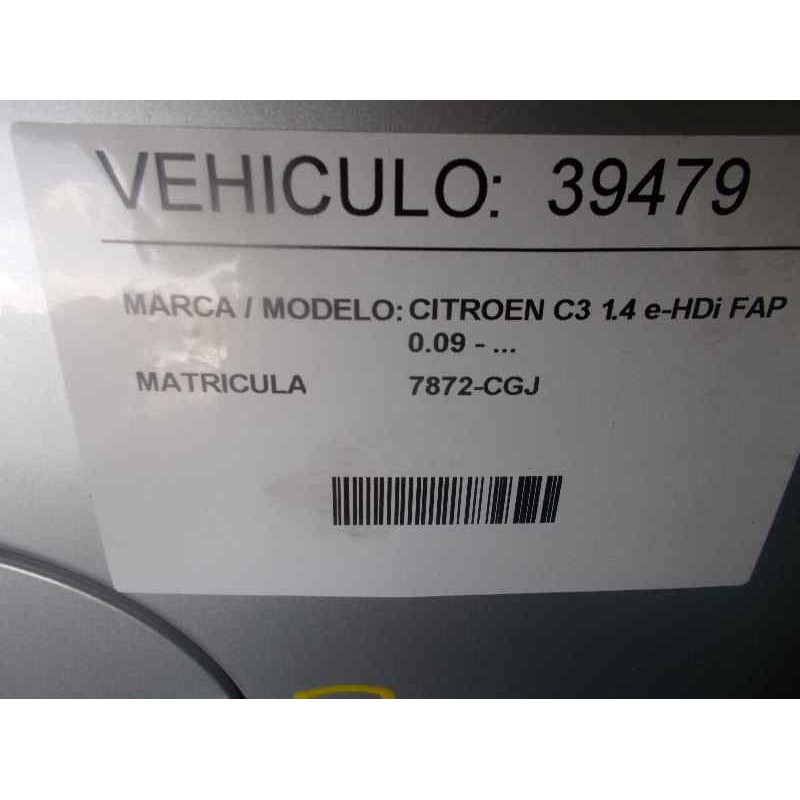 VEHICULO: 39479
MARCA / MODELO: CITROEN C3 1.4 e-HDi FAP
0.09 - ...
MATRICULA 7872-CGJ